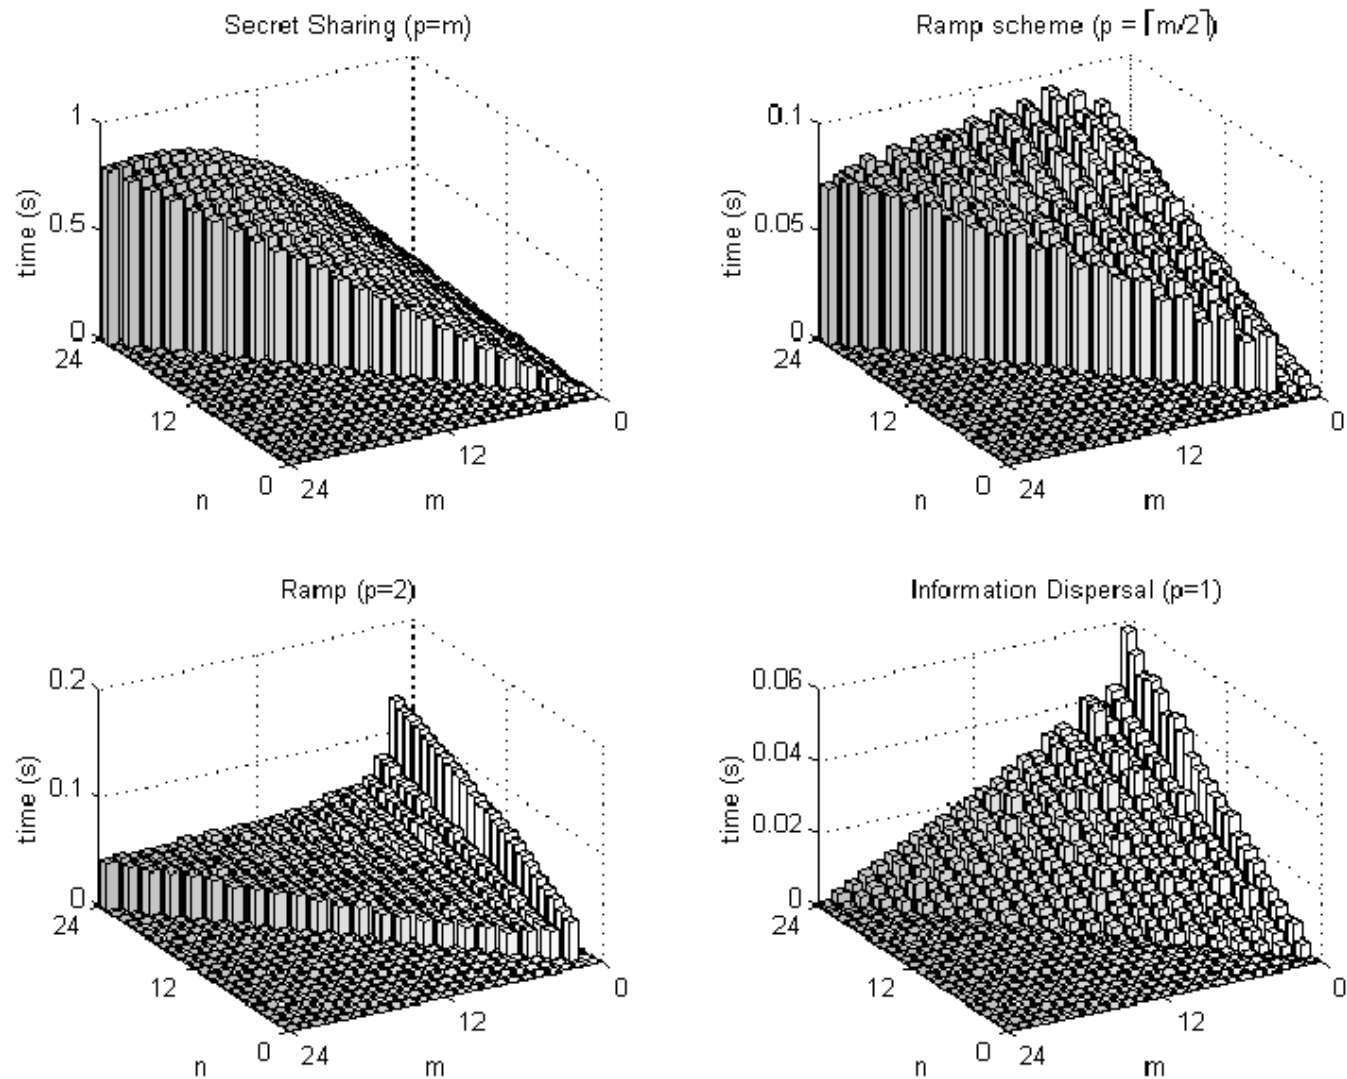 Secret Sharing (p=m)
1
0.5
0
time (s)
24
12
0
n
24
12
0
m
Ramp scheme (p = ⌈m/2⌉)
0.1
0.05
0
time (s)
24
12
0
n
24
12
0
m
Ramp (p=2)
0.2
0.1
0
time (s)
24
12
0
n
24
12
0
m
Information Dispersal (p=1)
0.06
0.04
0.02
0
time (s)
24
12
0
n
24
12
0
m